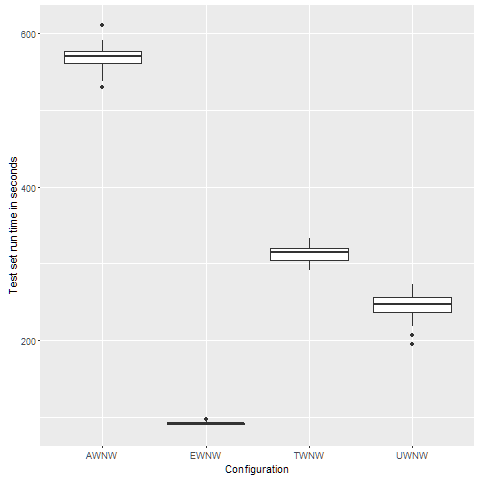 600
400
200
Test set run time in seconds
AWNW
EWNW
TWNW
UWNW
Configuration